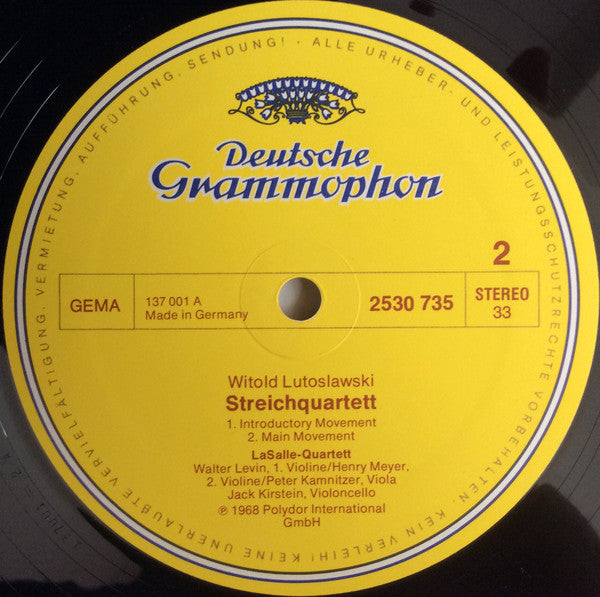 ALLE URHEBER- UND LEISTUNGSSCHUTZRECHTE VORBEHALTEN. KEIN VERLEIH! KEINE UNERLAUBTE VERVIELFÄLTIGUNG, VERMIETUNG, AUFFÜHRUNG, SENDUNG! ·
Deutsche
Grammophon
2
GEMA
137 001 A
Made in Germany
2530 735
STEREO
33
Witold Lutoslawski
Streichquartett
1. Introductory Movement
2. Main Movement
LaSalle-Quartett
Walter Levin, 1. Violine/Henry Meyer,
2. Violine/Peter Kamnitzer, Viola
Jack Kirstein, Violoncello
℗ 1968 Polydor International
GmbH